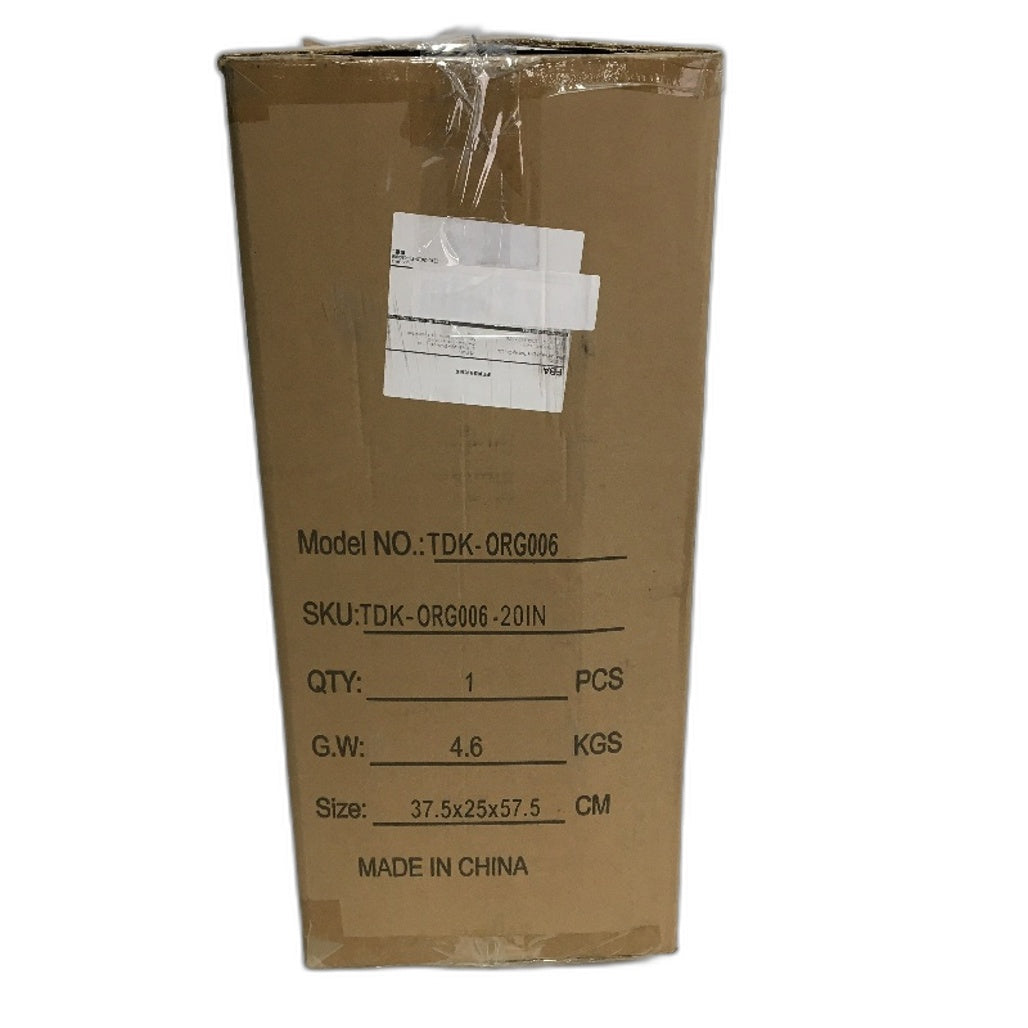 FBA
Model NO.:TDK-ORG006
SKU:TDK-ORG006-20IN
QTY: 1 PCS
G.W: 4.6 KGS
Size: 37.5x25x57.5 CM
MADE IN CHINA